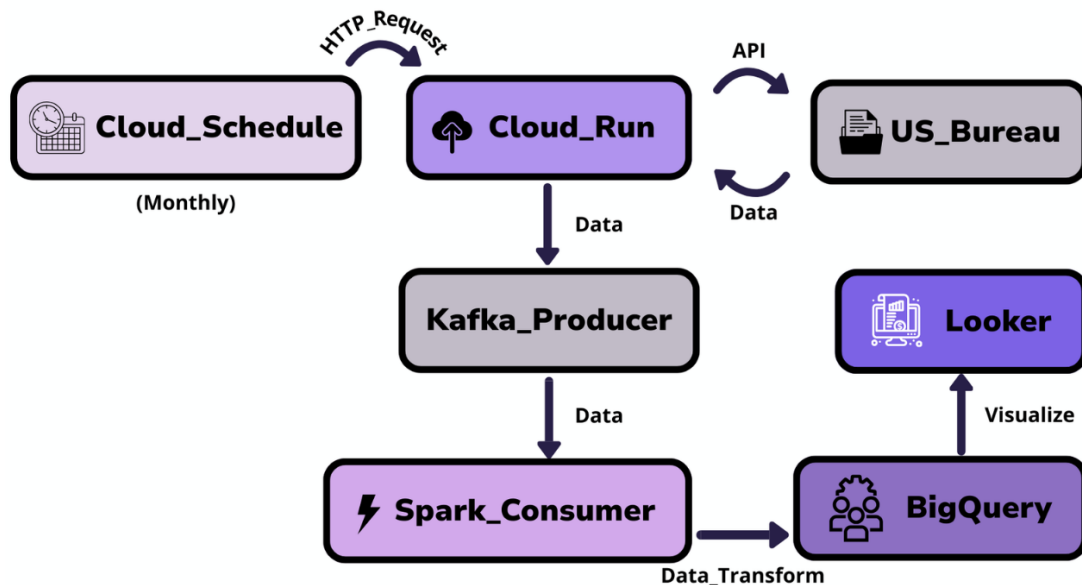 HTTP_Request
API
Cloud_Schedule
Cloud_Run
US_Bureau
(Monthly)
Data
Data
Kafka_Producer
Looker
Data
Visualize
Spark_Consumer
BigQuery
Data_Transform